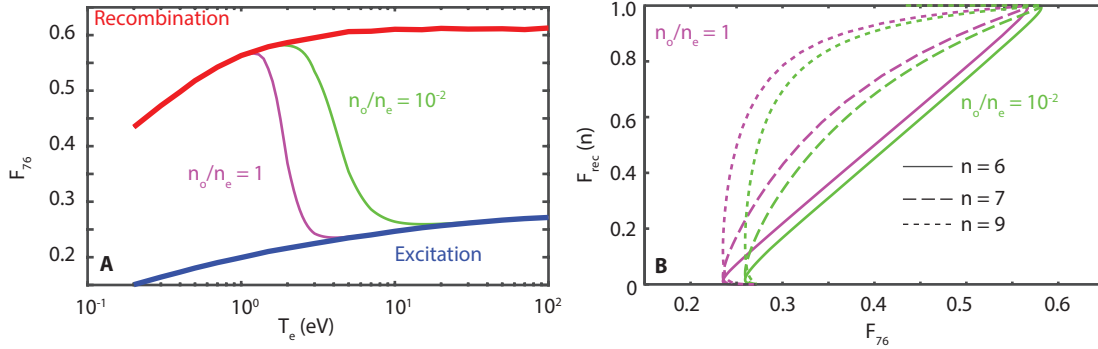 Recombination
0.6
0.5
0.4
0.3
0.2
F76
no/ne = 10-2
no/ne = 1
Excitation
A
10-1
100
101
102
Te (eV)
1.0
0.8
0.6
0.4
0.2
0
Frec (n)
no/ne = 1
no/ne = 10-2
n = 6
n = 7
n = 9
B
0.2
0.3
0.4
0.5
0.6
F76